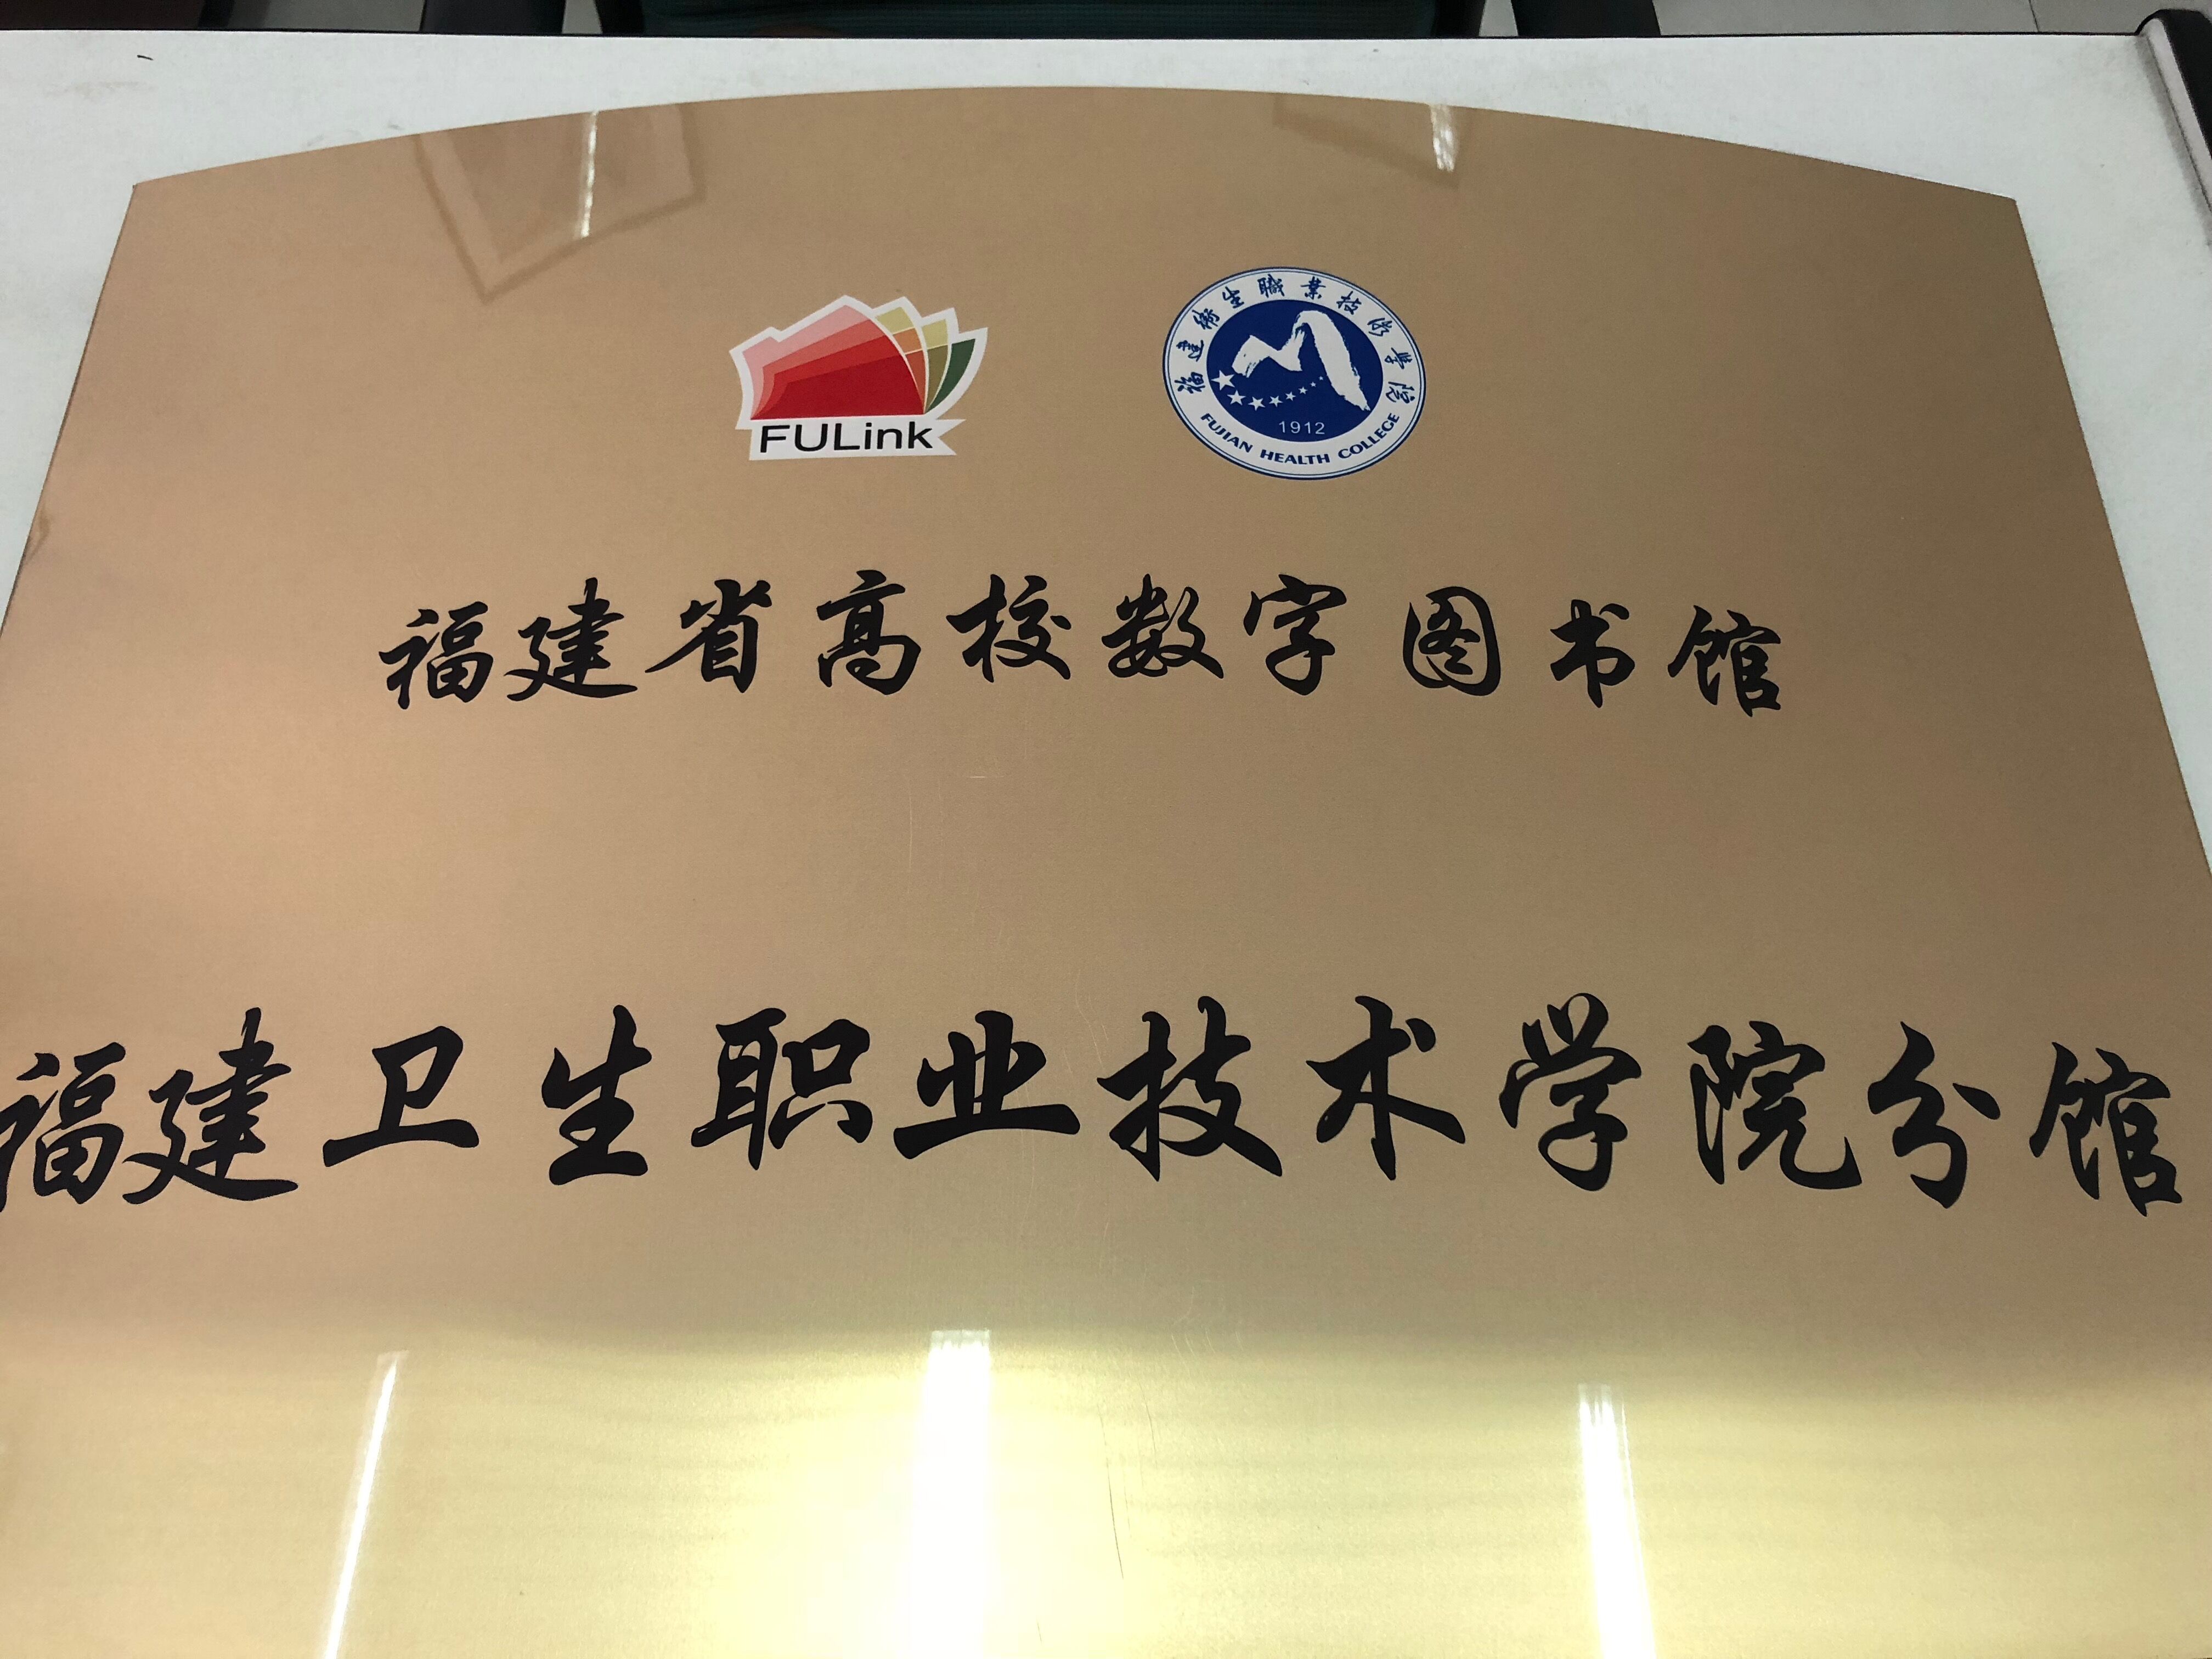 FULink
福建衛生職業技術學院
1912
FUJIAN HEALTH COLLEGE
福建省高校数字图书馆
福建卫生职业技术学院分馆